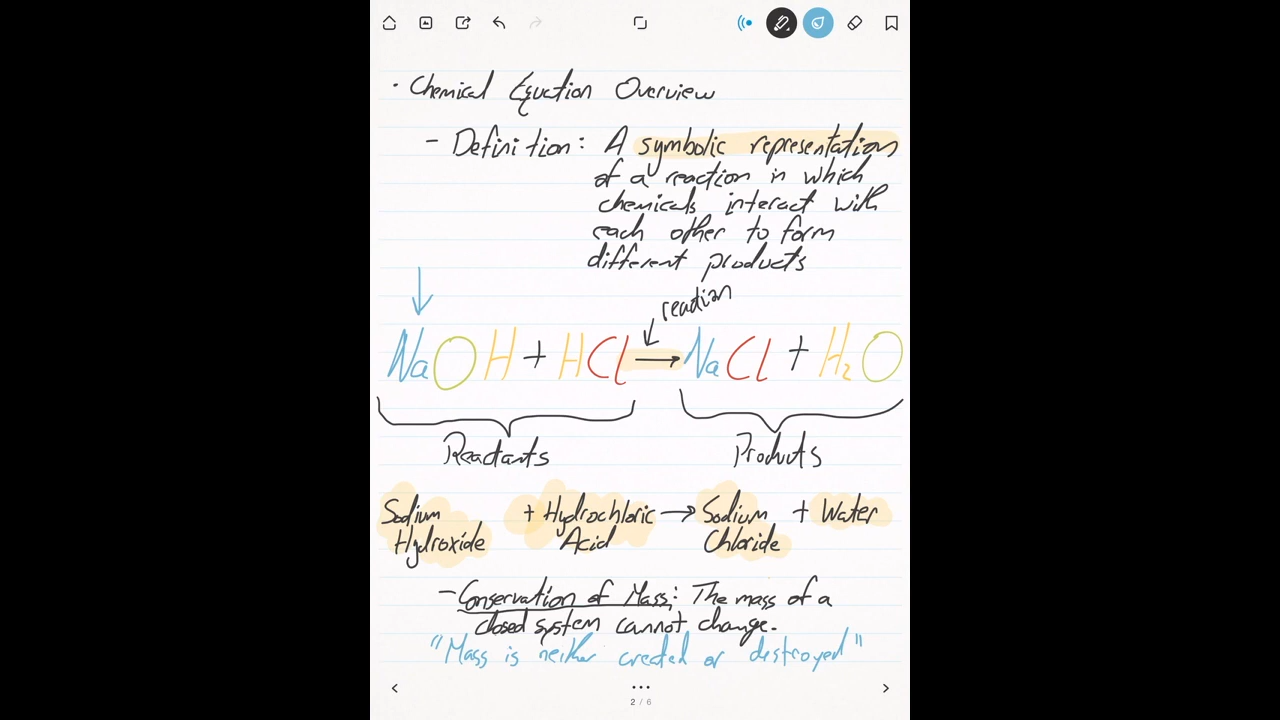 · Chemical Equation Overview
- Definition: A symbolic representation
of a reaction in which
chemicals interact with
each other to form
different products
reaction
NaOH + HCl → NaCl + H₂O
Reactants Products
Sodium + Hydrochloric → Sodium + Water
Hydroxide Acid Chloride
- Conservation of Mass: The mass of a
closed system cannot change.
"Mass is neither created or destroyed"
2 / 6